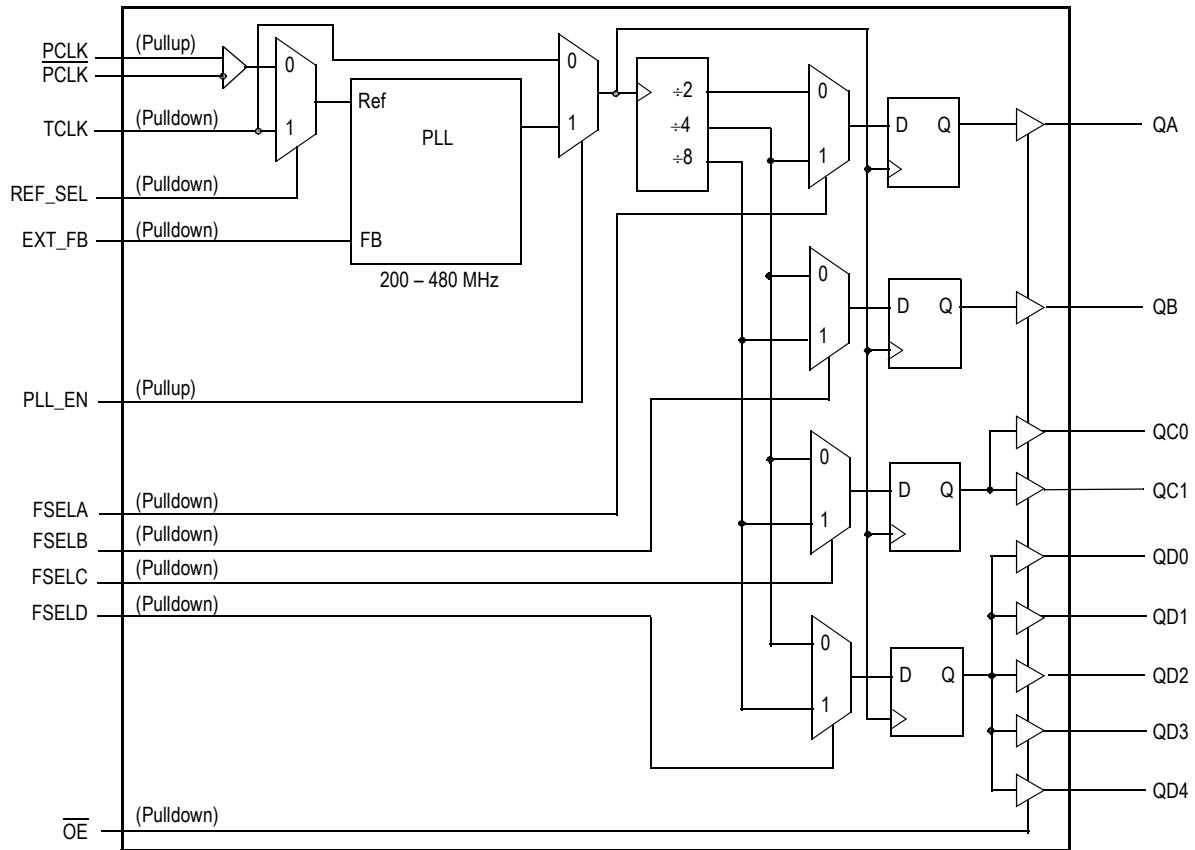 PCLK (Pullup)
PCLK
TCLK (Pulldown)
REF_SEL (Pulldown)
EXT_FB (Pulldown)
PLL_EN (Pullup)
FSELA (Pulldown)
FSELB (Pulldown)
FSELC (Pulldown)
FSELD (Pulldown)
OE (Pulldown)
0
1
Ref
PLL
FB
200 – 480 MHz
0
1
÷2
÷4
÷8
0
1
D Q
QA
0
1
D Q
QB
0
1
D Q
QC0
QC1
0
1
D Q
QD0
QD1
QD2
QD3
QD4